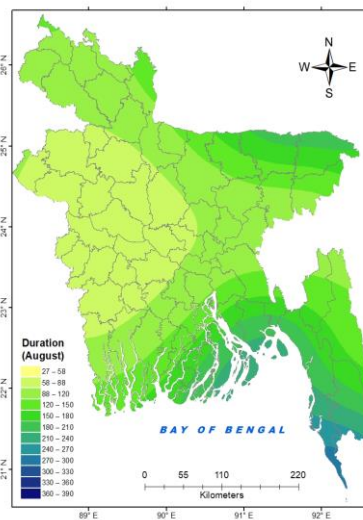 N
W E
S
26° N
25° N
24° N
23° N
22° N
21° N
Duration
(August)
27 – 58
58 – 88
88 – 120
120 – 150
150 – 180
180 – 210
210 – 240
240 – 270
270 – 300
300 – 330
330 – 360
360 – 390
BAY OF BENGAL
0 55 110 220
Kilometers
89° E 90° E 91° E 92° E